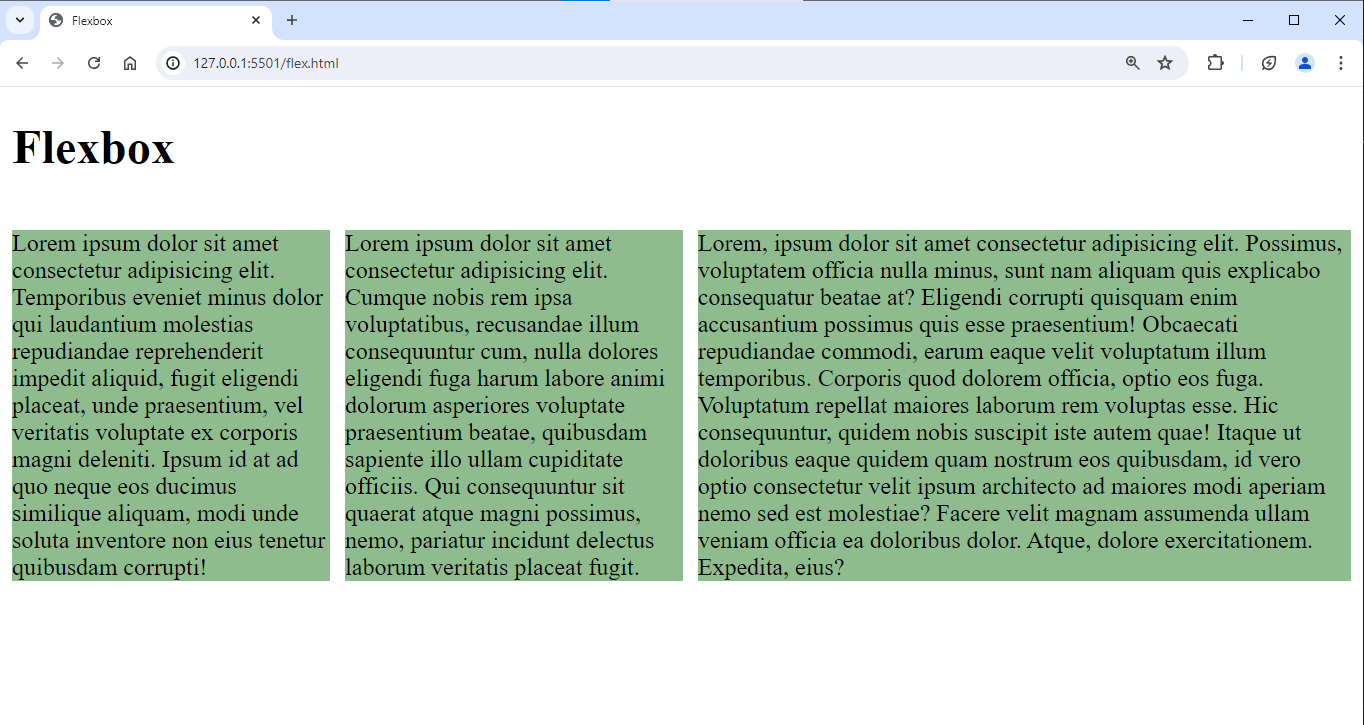 Flexbox
127.0.0.1:5501/flex.html
Flexbox
Lorem ipsum dolor sit amet
consectetur adipisicing elit.
Temporibus eveniet minus dolor
qui laudantium molestias
repudiandae reprehenderit
impedit aliquid, fugit eligendi
placeat, unde praesentium, vel
veritatis voluptate ex corporis
magni deleniti. Ipsum id at ad
quo neque eos ducimus
similique aliquam, modi unde
soluta inventore non eius tenetur
quibusdam corrupti!
Lorem ipsum dolor sit amet
consectetur adipisicing elit.
Cumque nobis rem ipsa
voluptatibus, recusandae illum
consequuntur cum, nulla dolores
eligendi fuga harum labore animi
dolorum asperiores voluptate
praesentium beatae, quibusdam
sapiente illo ullam cupiditate
officiis. Qui consequuntur sit
quaerat atque magni possimus,
nemo, pariatur incidunt delectus
laborum veritatis placeat fugit.
Lorem, ipsum dolor sit amet consectetur adipisicing elit. Possimus,
voluptatem officia nulla minus, sunt nam aliquam quis explicabo
consequatur beatae at? Eligendi corrupti quisquam enim
accusantium possimus quis esse praesentium! Obcaecati
repudiandae commodi, earum eaque velit voluptatum illum
temporibus. Corporis quod dolorem officia, optio eos fuga.
Voluptatum repellat maiores laborum rem voluptas esse. Hic
consequuntur, quidem nobis suscipit iste autem quae! Itaque ut
doloribus eaque quidem quam nostrum eos quibusdam, id vero
optio consectetur velit ipsum architecto ad maiores modi aperiam
nemo sed est molestiae? Facere velit magnam assumenda ullam
veniam officia ea doloribus dolor. Atque, dolore exercitationem.
Expedita, eius?